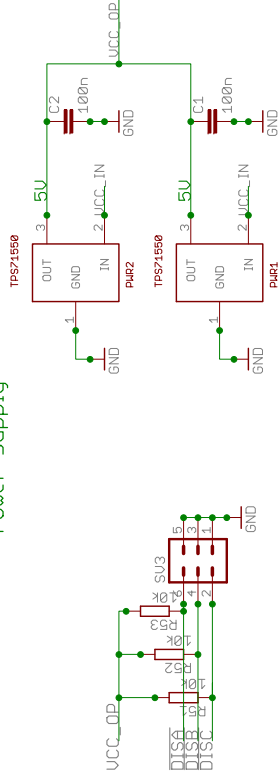 VCC_OP
C2
100n
GND
C1
100n
GND
5V
VCC_IN
5V
VCC_IN
3
2
3
2
TPS71550
OUT
GND
IN
PWR2
TPS71550
OUT
GND
IN
PWR1
1
GND
1
GND
Power Supply
5
3
1
GND
SV3
6
4
2
R53
10k
R52
10k
R51
10k
VCC_OP
DISA
DISB
DISC